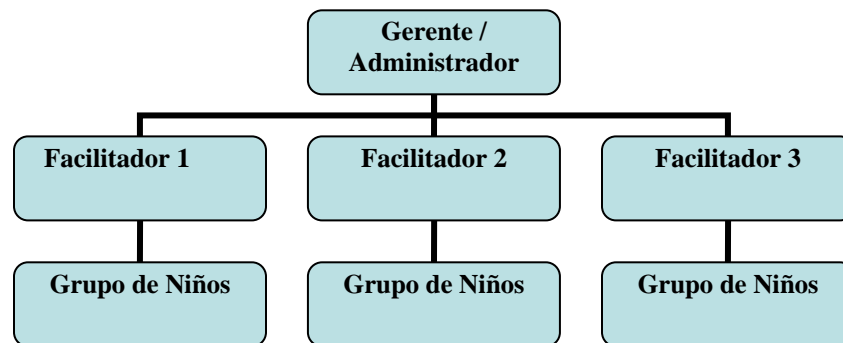 Gerente /
Administrador
Facilitador 1
Facilitador 2
Facilitador 3
Grupo de Niños
Grupo de Niños
Grupo de Niños